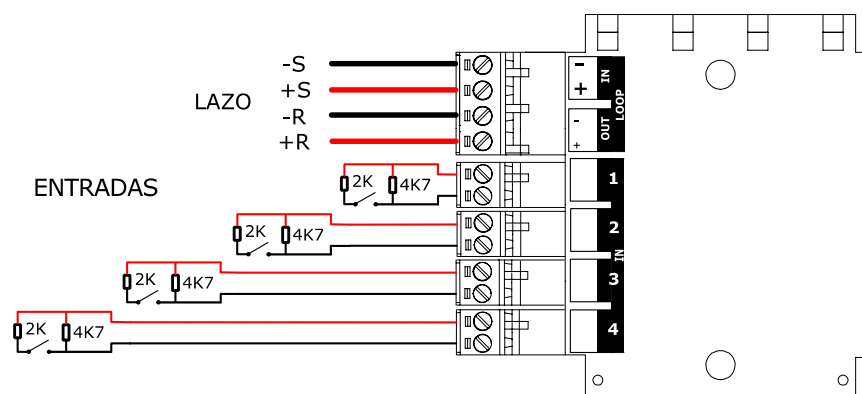 -S
+S
LAZO
-R
+R
- + IN
- + OUT
LOOP
ENTRADAS
2K 4K7
1
2K 4K7
2
IN
2K 4K7
3
2K 4K7
4